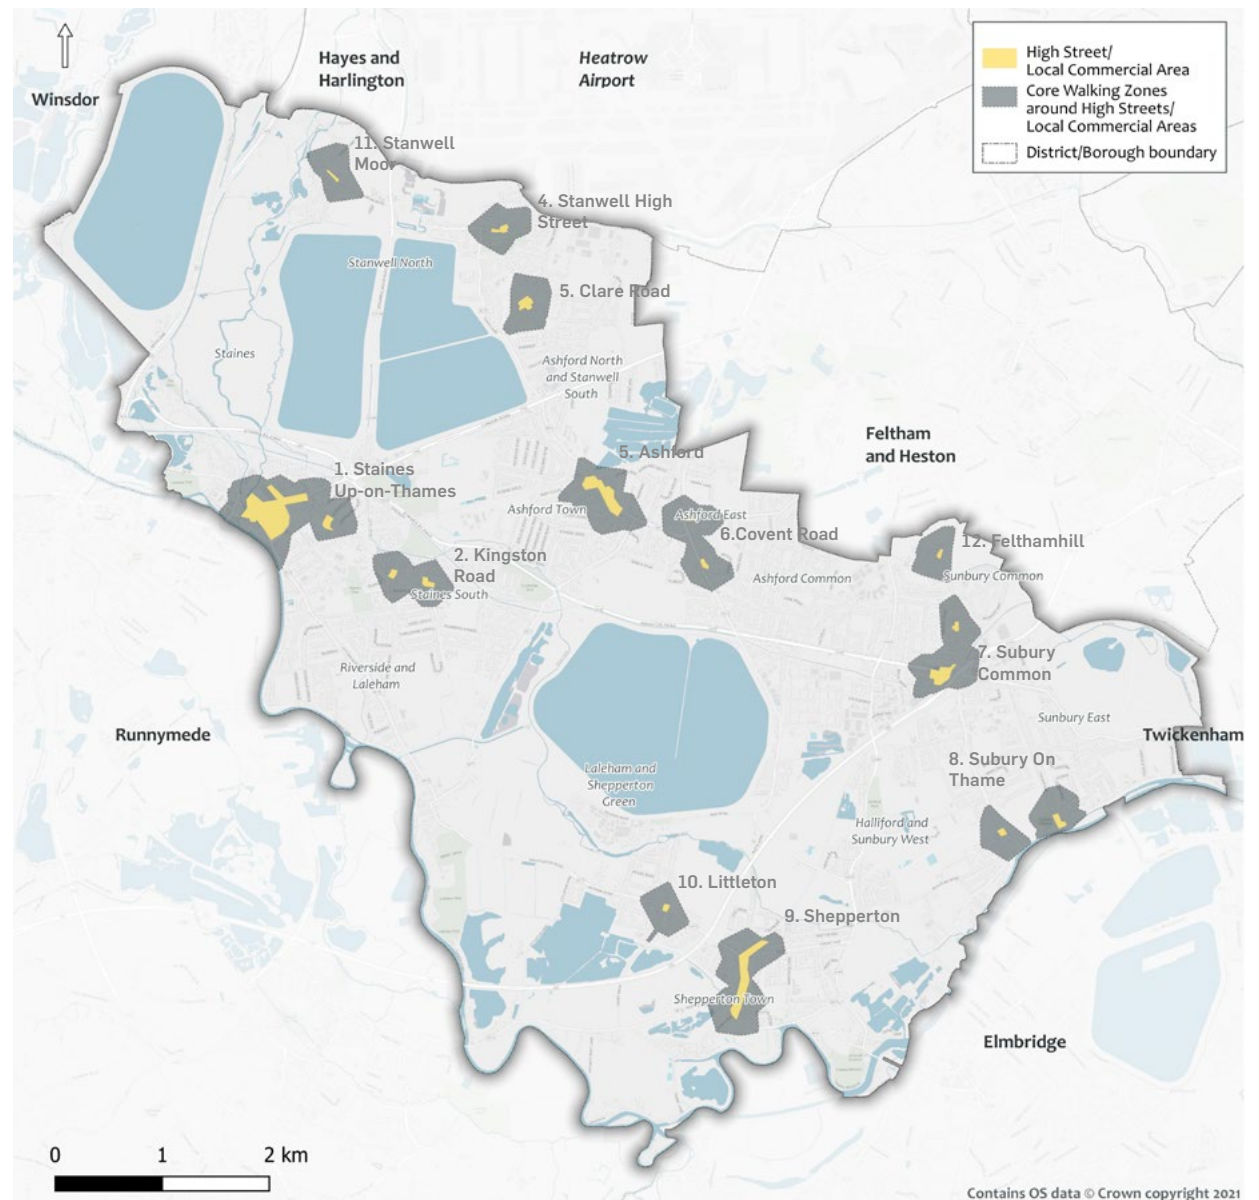 Hayes and
Harlington
Heatrow
Airport
Winsdor
High Street/
Local Commercial Area
Core Walking Zones
around High Streets/
Local Commercial Areas
District/Borough boundary
11. Stanwell
Moor
4. Stanwell High
Street
Stanwell North
5. Clare Road
Staines
Ashford North
and Stanwell
South
Feltham
and Heston
5. Ashford
1. Staines
Up-on-Thames
Ashford Town
Ashford East
6.Covent Road
12. Felthamhill
2. Kingston
Road
Staines South
Ashford Common
Sunbury Common
Riverside and
Laleham
7. Subury
Common
Sunbury East
Runnymede
Twickenham
8. Subury On
Thame
Laleham and
Shepperton
Green
Halliford and
Sunbury West
10. Littleton
9. Shepperton
Shepperton Town
Elmbridge
0 1 2 km
Contains OS data © Crown copyright 2021